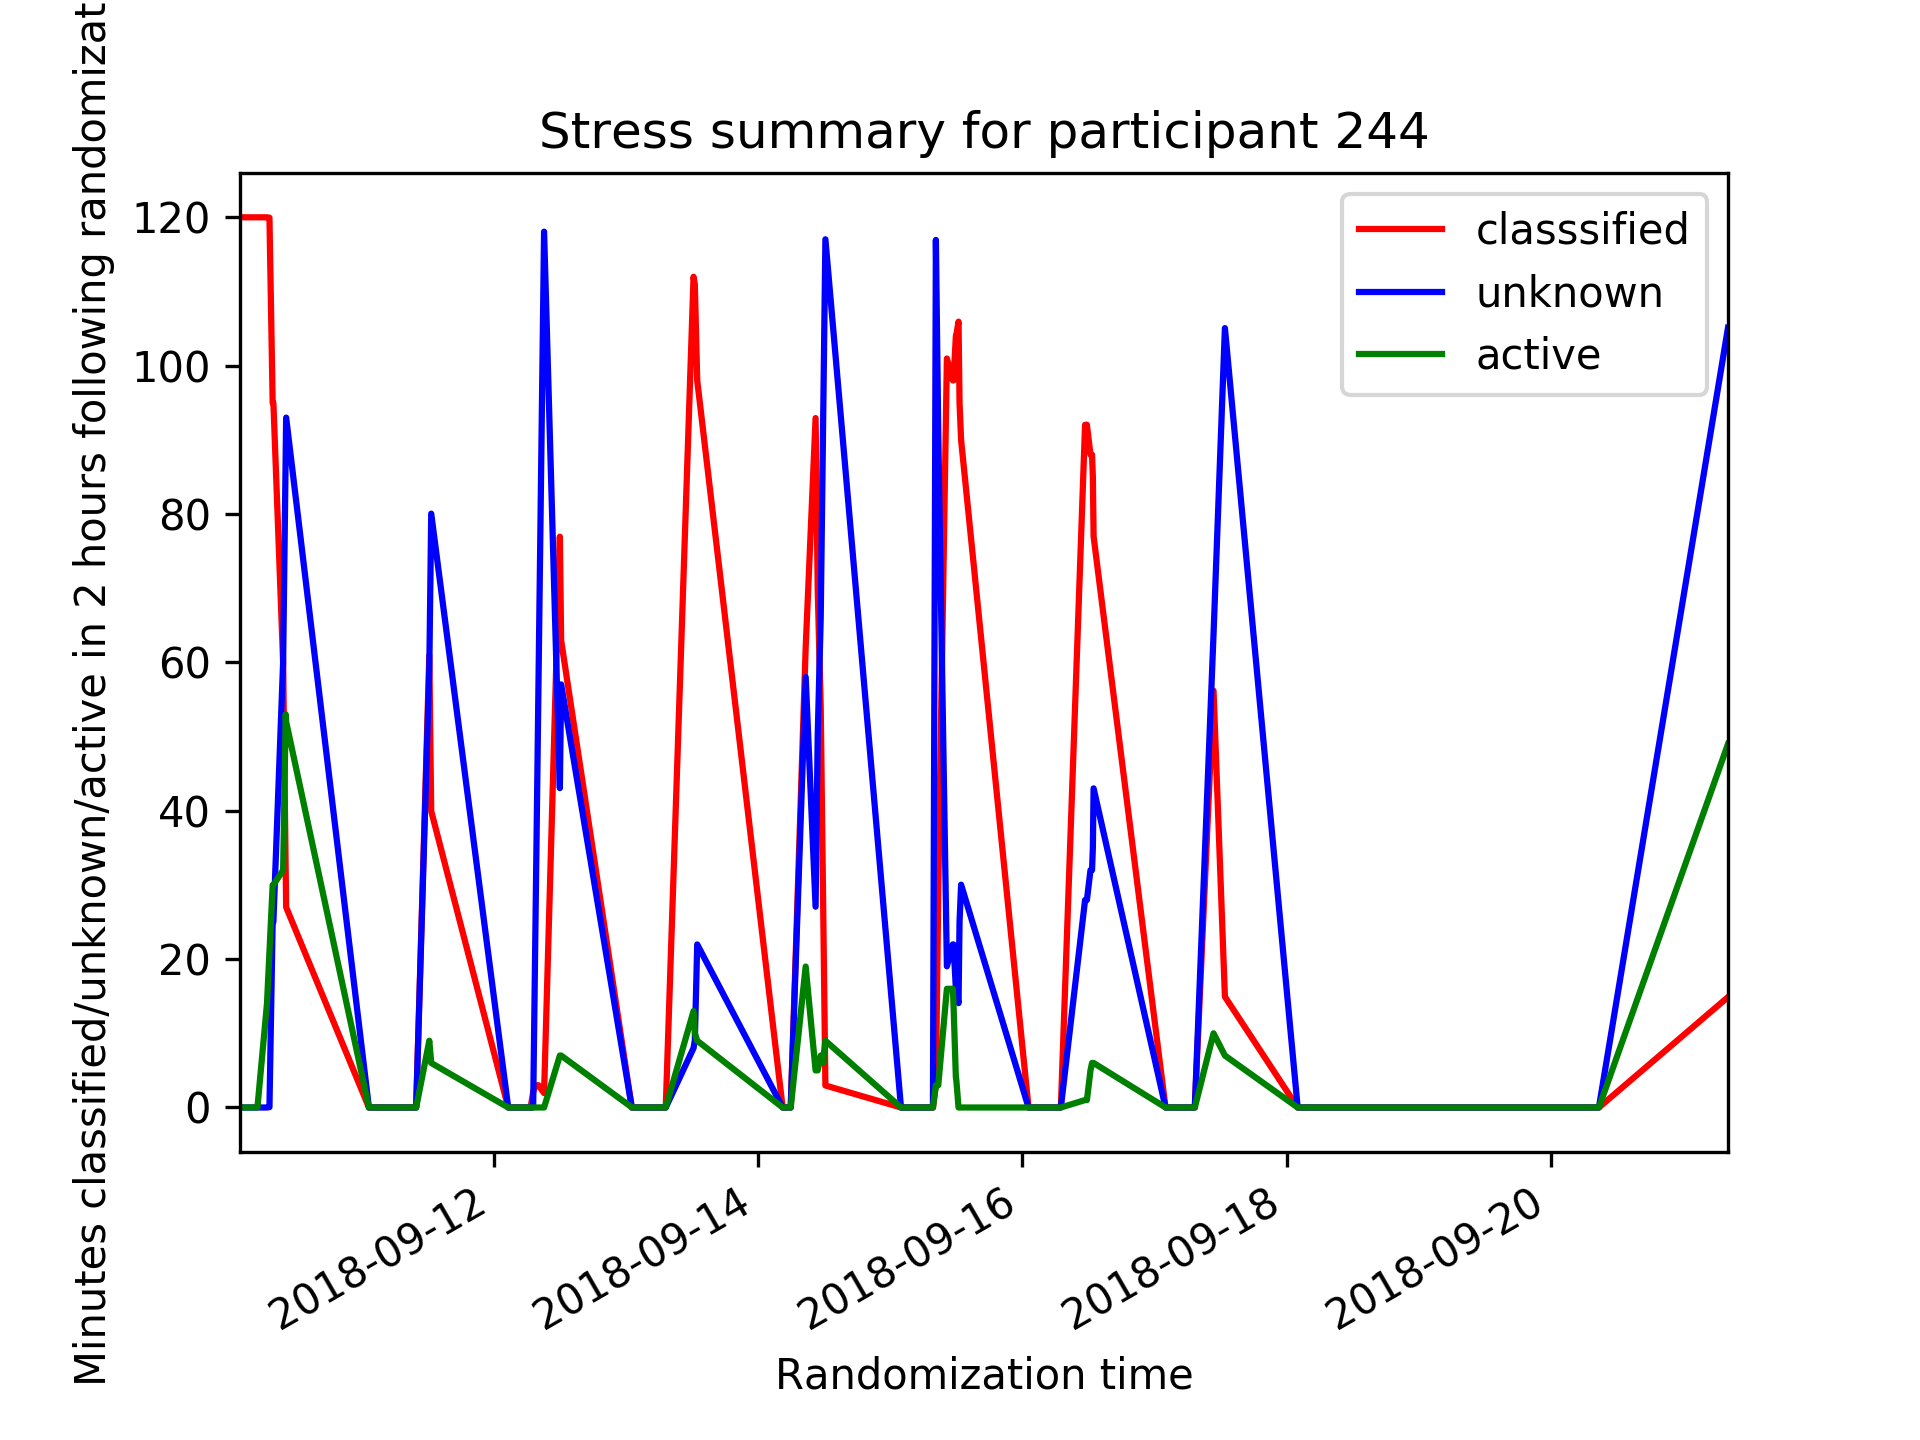 Stress summary for participant 244
Minutes classified/unknown/active in 2 hours following randomizat
120
100
80
60
40
20
0
classsified
unknown
active
2018-09-12
2018-09-14
2018-09-16
2018-09-18
2018-09-20
Randomization time